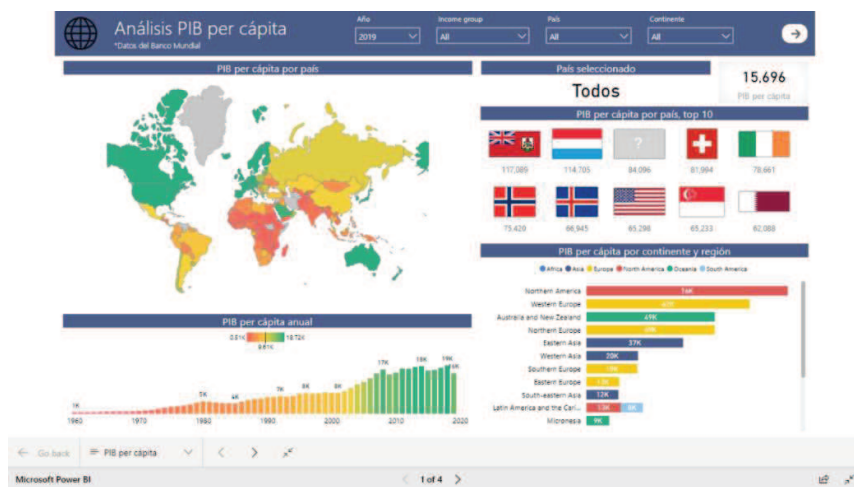 Análisis PIB per cápita
*Datos del Banco Mundial
Año
2019
Income group
All
País
All
Continente
All
PIB per cápita por país
País seleccionado
Todos
15.696
PIB per cápita
PIB per cápita por país, top 10
117,089 114,705 84,096 81,994 78,661
75,420 66,945 65,298 65,233 62,088
PIB per cápita por continente y región
Africa Asia Europe North America Oceania South America
Northern America
Western Europe
Australia and New Zealand 49K
Northern Europe
Eastern Asia 37K
Western Asia 20K
Southern Europe
Eastern Europe
South-eastern Asia 12K
Latin America and the Cari... 13K
Micronesia 9K
PIB per cápita anual
8.61K 18.72K
1K 7K 8K 8K 17K 19K
1960 1970 1980 1990 2000 2010 2020
Go back
PIB per cápita
Microsoft Power BI
1 of 4